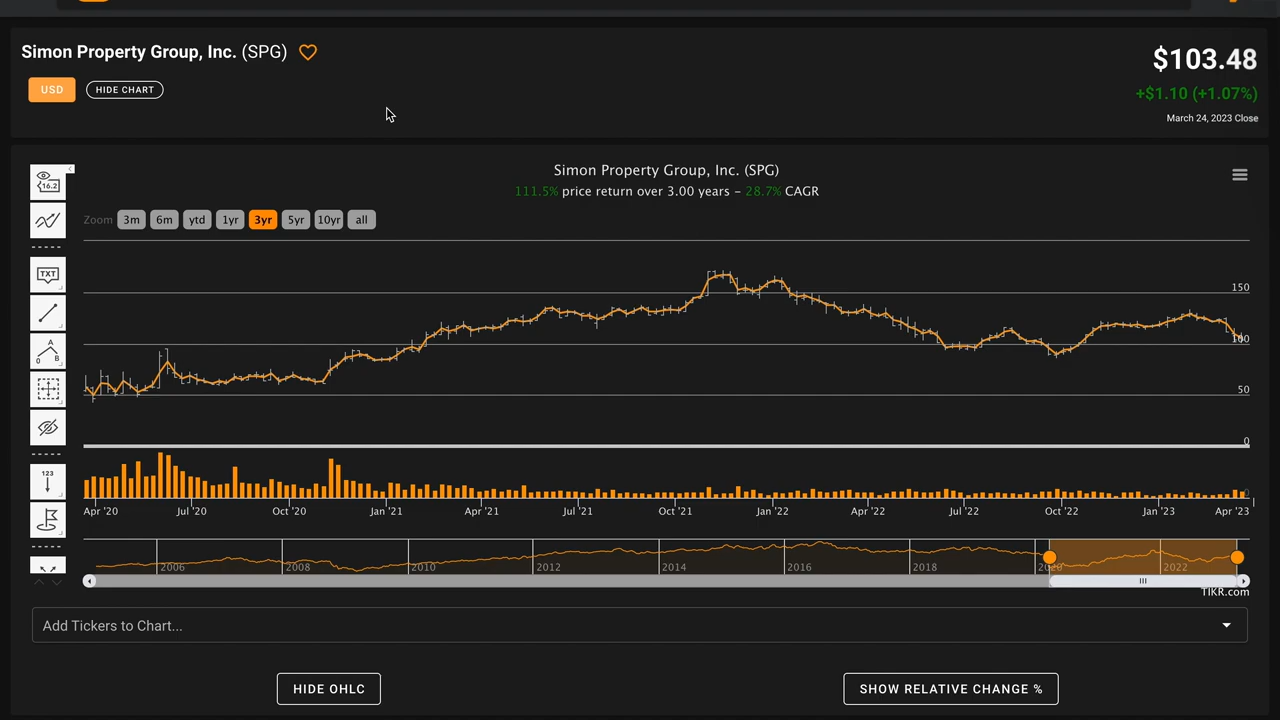 Simon Property Group, Inc. (SPG)
$103.48
USD
HIDE CHART
+$1.10 (+1.07%)
March 24, 2023 Close
Simon Property Group, Inc. (SPG)
111.5% price return over 3.00 years – 28.7% CAGR
Zoom 3m 6m ytd 1yr 3yr 5yr 10yr all
16.2
TXT
A
0 B
123
150
100
50
0
0
Apr '20 Jul '20 Oct '20 Jan '21 Apr '21 Jul '21 Oct '21 Jan '22 Apr '22 Jul '22 Oct '22 Jan '23 Apr '23
2006 2008 2010 2012 2014 2016 2018 2020 2022
TIKR.com
Add Tickers to Chart...
HIDE OHLC
SHOW RELATIVE CHANGE %